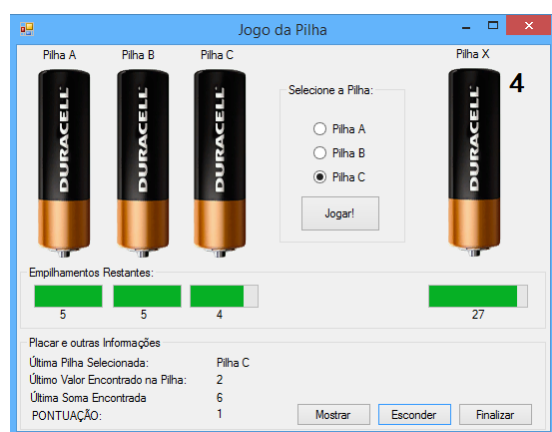 Jogo da Pilha
Pilha A Pilha B Pilha C Pilha X
DURACELL DURACELL DURACELL DURACELL
4
Selecione a Pilha:
Pilha A
Pilha B
Pilha C
Jogar!
Empilhamentos Restantes:
5 5 4 27
Placar e outras Informações
Última Pilha Selecionada: Pilha C
Último Valor Encontrado na Pilha: 2
Última Soma Encontrada 6
PONTUAÇÃO: 1
Mostrar Esconder Finalizar